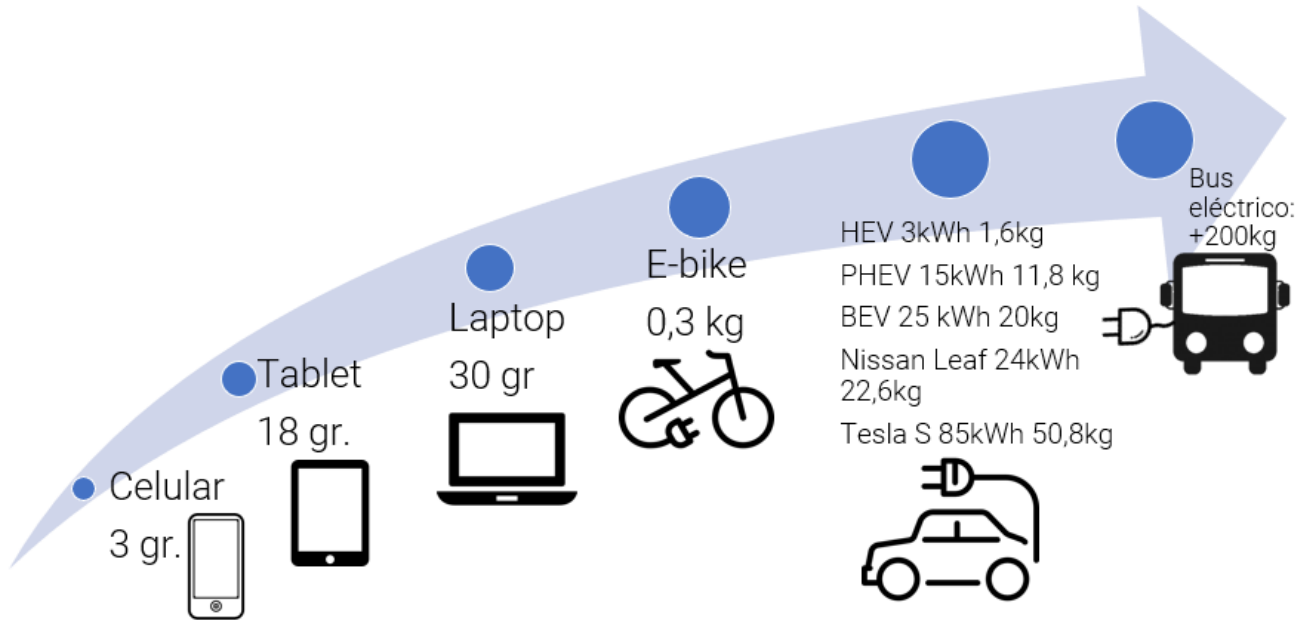 Celular
3 gr.
Tablet
18 gr.
Laptop
30 gr
E-bike
0,3 kg
HEV 3kWh 1,6kg
PHEV 15kWh 11,8 kg
BEV 25 kWh 20kg
Nissan Leaf 24kWh
22,6kg
Tesla S 85kWh 50,8kg
Bus
eléctrico:
+200kg